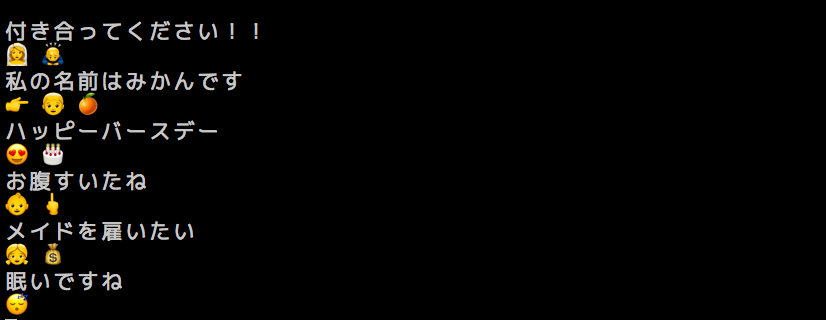 付き合ってください！！
👰 🙇
私の名前はみかんです
👉 👨 🍊
ハッピーバースデー
😍 🎂
お腹すいたね
👶 🖕
メイドを雇いたい
👧 💰
眠いですね
😴